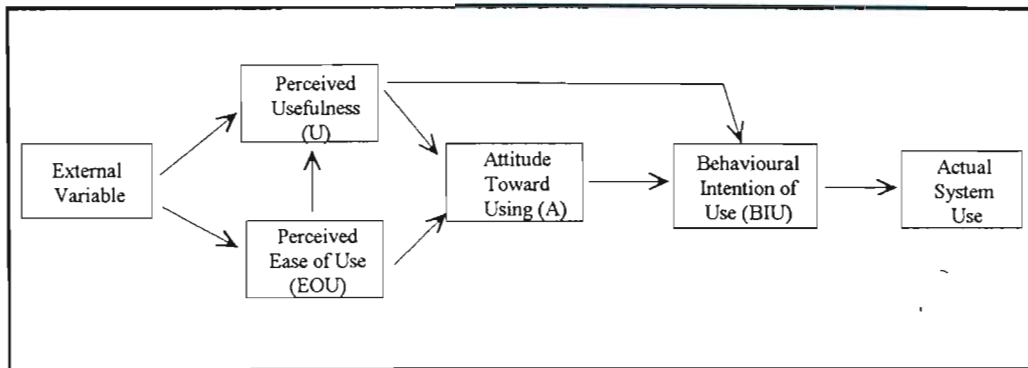 Perceived
Usefulness
(U)
External
Variable
Attitude
Toward
Using (A)
Behavioural
Intention of
Use (BIU)
Actual
System
Use
Perceived
Ease of Use
(EOU)